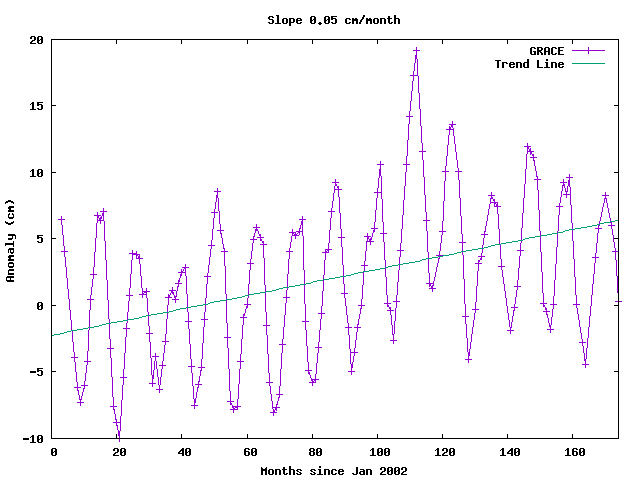 Slope 0.05 cm/month
GRACE
Trend Line
Anomaly (cm)
20
15
10
5
0
-5
-10
0 20 40 60 80 100 120 140 160
Months since Jan 2002